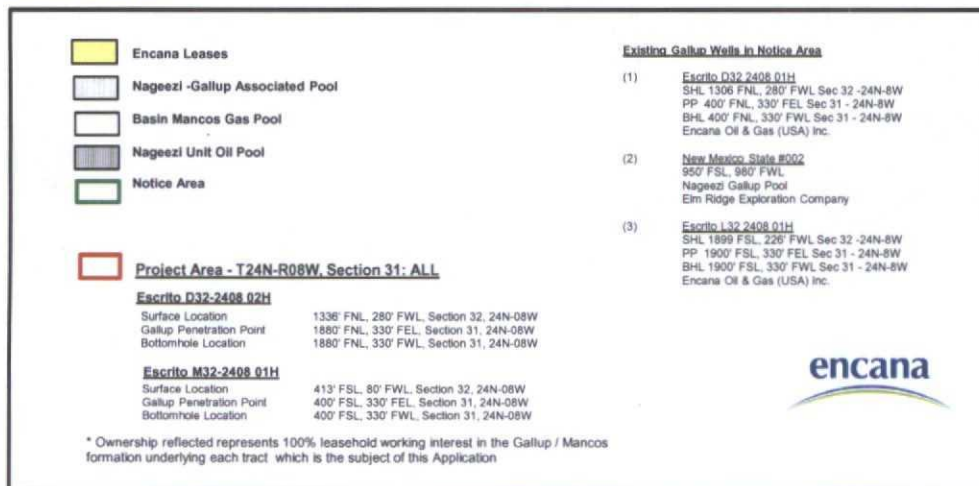 Encana Leases
Nageezi -Gallup Associated Pool
Basin Mancos Gas Pool
Nageezi Unit Oil Pool
Notice Area
Project Area - T24N-R08W, Section 31: ALL
Escrito D32-2408 02H
Surface Location 1336' FNL, 280' FWL, Section 32, 24N-08W
Gallup Penetration Point 1880' FNL, 330' FEL, Section 31, 24N-08W
Bottomhole Location 1880' FNL, 330' FWL, Section 31, 24N-08W
Escrito M32-2408 01H
Surface Location 413' FSL, 80' FWL, Section 32, 24N-08W
Gallup Penetration Point 400' FSL, 330' FEL, Section 31, 24N-08W
Bottomhole Location 400' FSL, 330' FWL, Section 31, 24N-08W
* Ownership reflected represents 100% leasehold working interest in the Gallup / Mancos
formation underlying each tract which is the subject of this Application
Existing Gallup Wells in Notice Area
(1) Escrito D32 2408 01H
SHL 1306 FNL, 280' FWL Sec 32 -24N-8W
PP 400' FNL, 330' FEL Sec 31 - 24N-8W
BHL 400' FNL, 330' FWL Sec 31 - 24N-8W
Encana Oil & Gas (USA) Inc.
(2) New Mexico State #002
950' FSL, 980' FWL
Nageezi Gallup Pool
Elm Ridge Exploration Company
(3) Escrito L32 2408 01H
SHL 1899 FSL, 226' FWL Sec 32 -24N-8W
PP 1900' FSL, 330' FEL Sec 31 - 24N-8W
BHL 1900' FSL, 330' FWL Sec 31 - 24N-8W
Encana Oil & Gas (USA) Inc.
encana